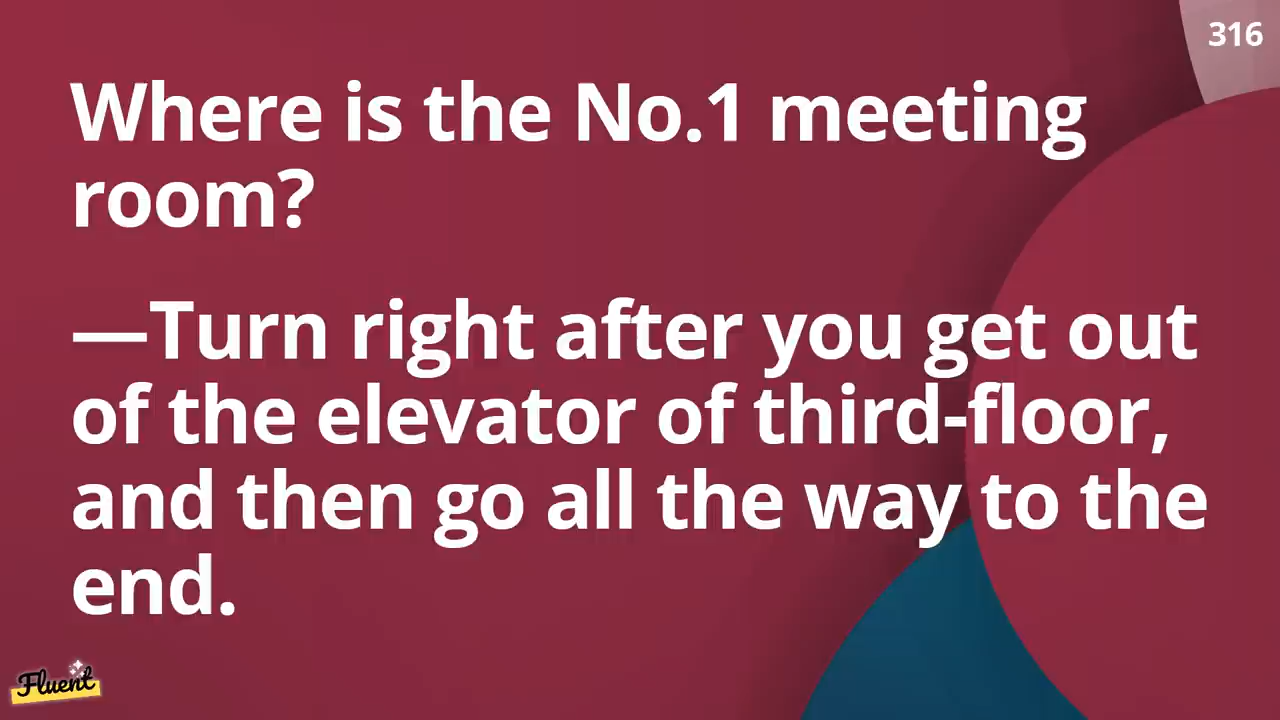 316
Where is the No.1 meeting
room?
—Turn right after you get out
of the elevator of third-floor,
and then go all the way to the
end.
Fluent